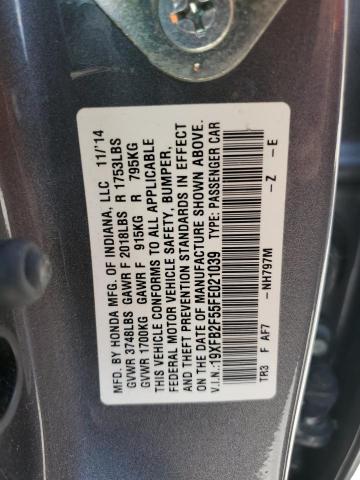 MFD. BY HONDA MFG. OF INDIANA, LLC 11/'14
GVWR 3748LBS GAWR F 2018LBS R 1753LBS
GVWR 1700KG GAWR F 915KG R 795KG
THIS VEHICLE CONFORMS TO ALL APPLICABLE
FEDERAL MOTOR VEHICLE SAFETY, BUMPER,
AND THEFT PREVENTION STANDARDS IN EFFECT
ON THE DATE OF MANUFACTURE SHOWN ABOVE.
V.I.N.:19XFB2F55FE021039 TYPE: PASSENGER CAR
TR3 F AF7 -NH797M -Z -E